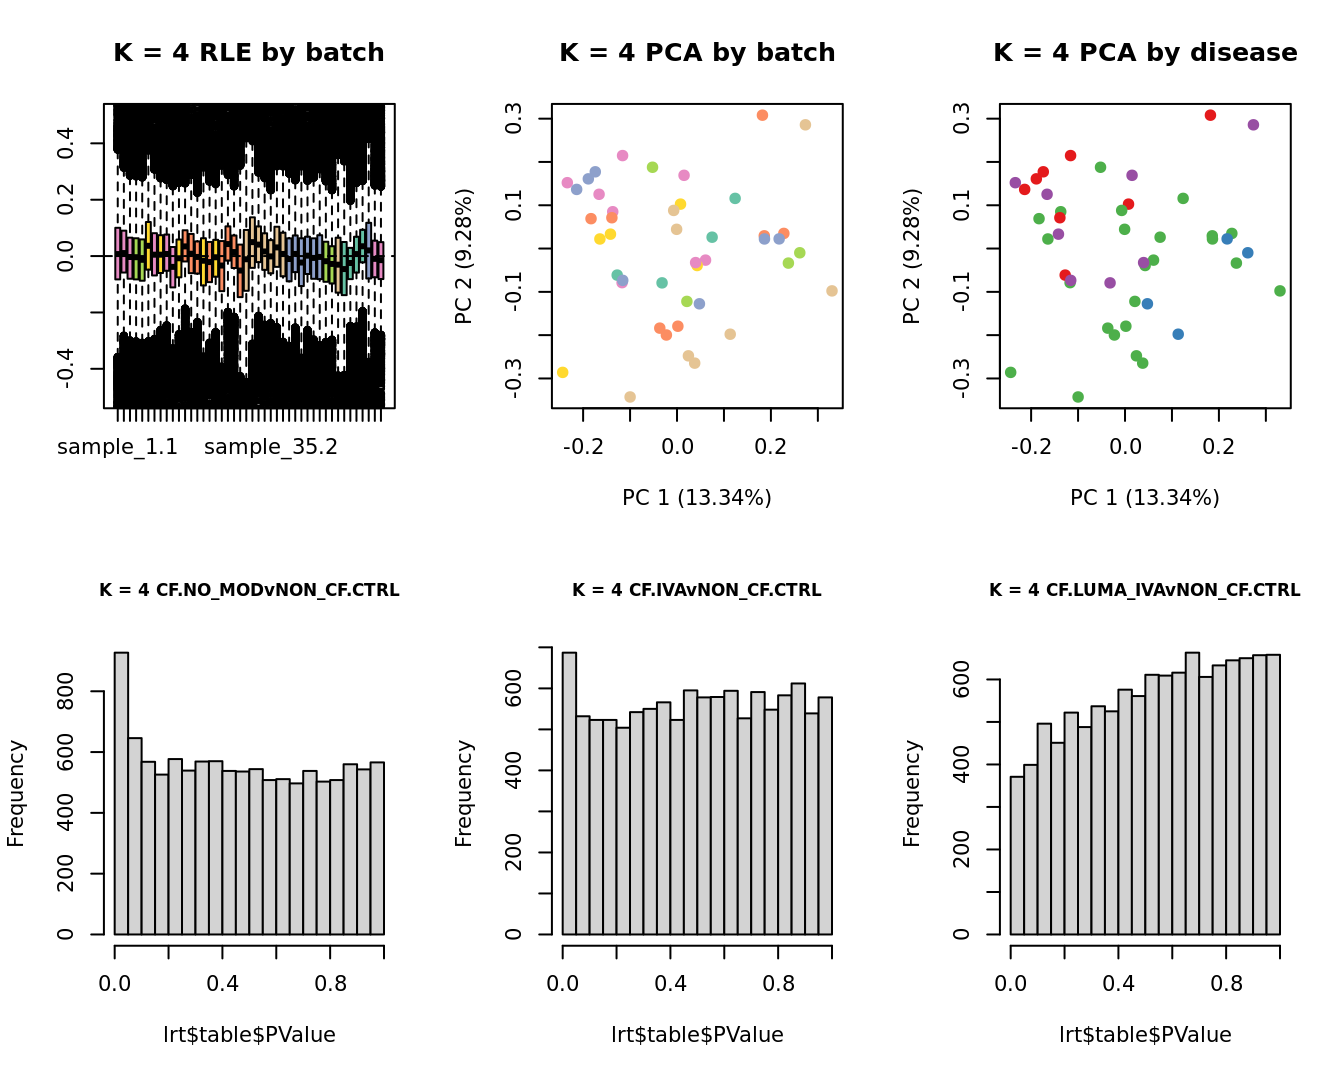 K = 4 RLE by batch
0.4
0.2
0.0
-0.4
sample_1.1 sample_35.2
K = 4 PCA by batch
PC 2 (9.28%)
0.3
0.1
-0.1
-0.3
-0.2 0.0 0.2
PC 1 (13.34%)
K = 4 PCA by disease
PC 2 (9.28%)
0.3
0.1
-0.1
-0.3
-0.2 0.0 0.2
PC 1 (13.34%)
K = 4 CF.NO_MODvNON_CF.CTRL
Frequency
800
600
400
200
0
0.0 0.4 0.8
lrt$table$PValue
K = 4 CF.IVAvNON_CF.CTRL
Frequency
600
400
200
0
0.0 0.4 0.8
lrt$table$PValue
K = 4 CF.LUMA_IVAvNON_CF.CTRL
Frequency
600
400
200
0
0.0 0.4 0.8
lrt$table$PValue